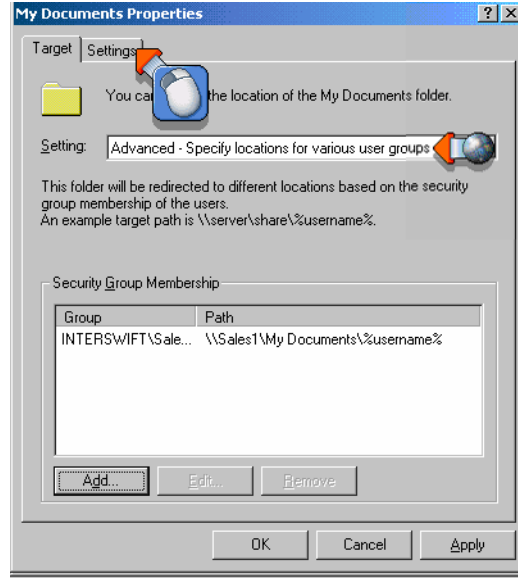 My Documents Properties
Target Settings
You can the location of the My Documents folder.
Setting: Advanced - Specify locations for various user groups
This folder will be redirected to different locations based on the security
group membership of the users.
An example target path is \\server\share\%username%.
Security Group Membership
Group Path
INTERSWIFT\Sale... \\Sales1\My Documents\%username%
Add... Edit... Remove
OK Cancel Apply